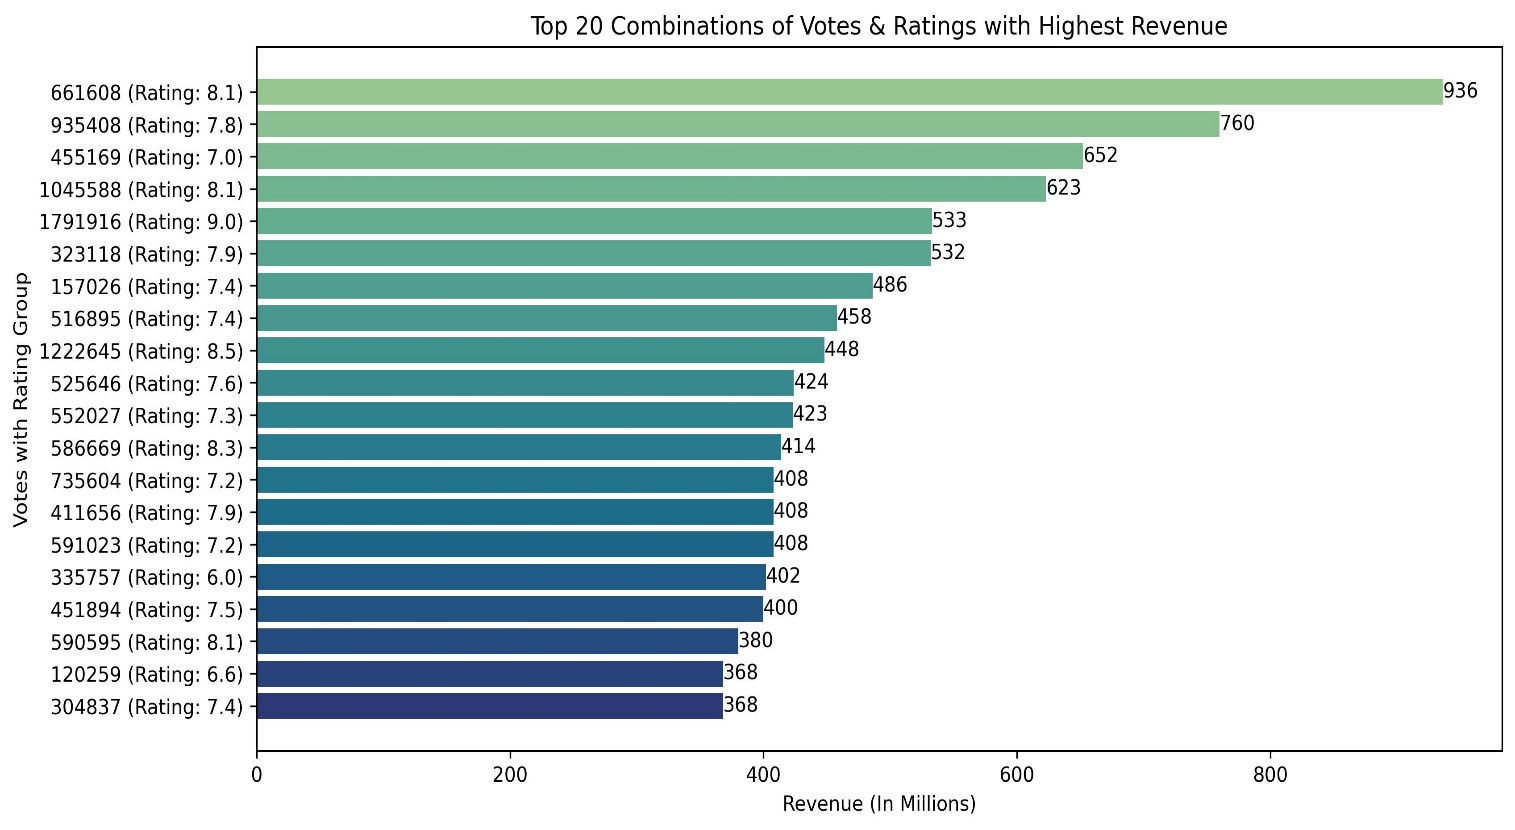 Top 20 Combinations of Votes & Ratings with Highest Revenue
Votes with Rating Group
661608 (Rating: 8.1) 936
935408 (Rating: 7.8) 760
455169 (Rating: 7.0) 652
1045588 (Rating: 8.1) 623
1791916 (Rating: 9.0) 533
323118 (Rating: 7.9) 532
157026 (Rating: 7.4) 486
516895 (Rating: 7.4) 458
1222645 (Rating: 8.5) 448
525646 (Rating: 7.6) 424
552027 (Rating: 7.3) 423
586669 (Rating: 8.3) 414
735604 (Rating: 7.2) 408
411656 (Rating: 7.9) 408
591023 (Rating: 7.2) 408
335757 (Rating: 6.0) 402
451894 (Rating: 7.5) 400
590595 (Rating: 8.1) 380
120259 (Rating: 6.6) 368
304837 (Rating: 7.4) 368
0 200 400 600 800
Revenue (In Millions)